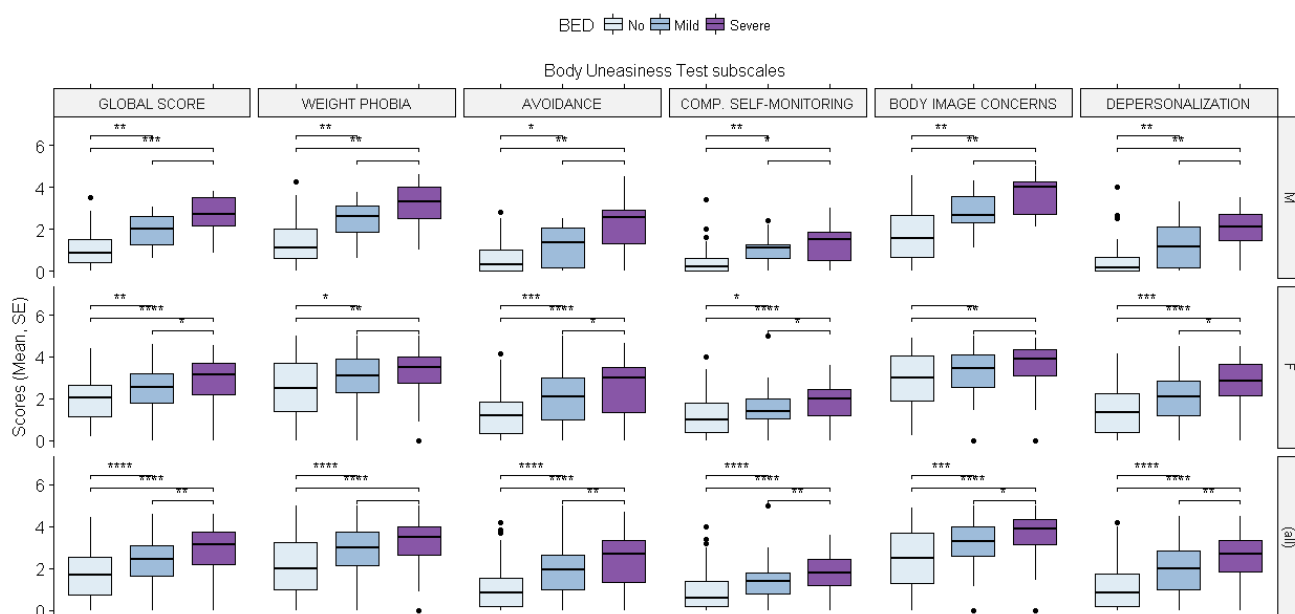 BED No Mild Severe
Body Uneasiness Test subscales
GLOBAL SCORE WEIGHT PHOBIA AVOIDANCE COMP. SELF-MONITORING BODY IMAGE CONCERNS DEPERSONALIZATION
** ** * ** ** **
*** ** ** * ** **
6
4
2
0
M
** * *** * ** ***
**** ** **** **** ****
* * * *
6
4
2
0
F
Scores (Mean, SE)
**** **** **** **** *** ****
**** **** **** **** **** ****
** ** ** * **
6
4
2
0
(all)